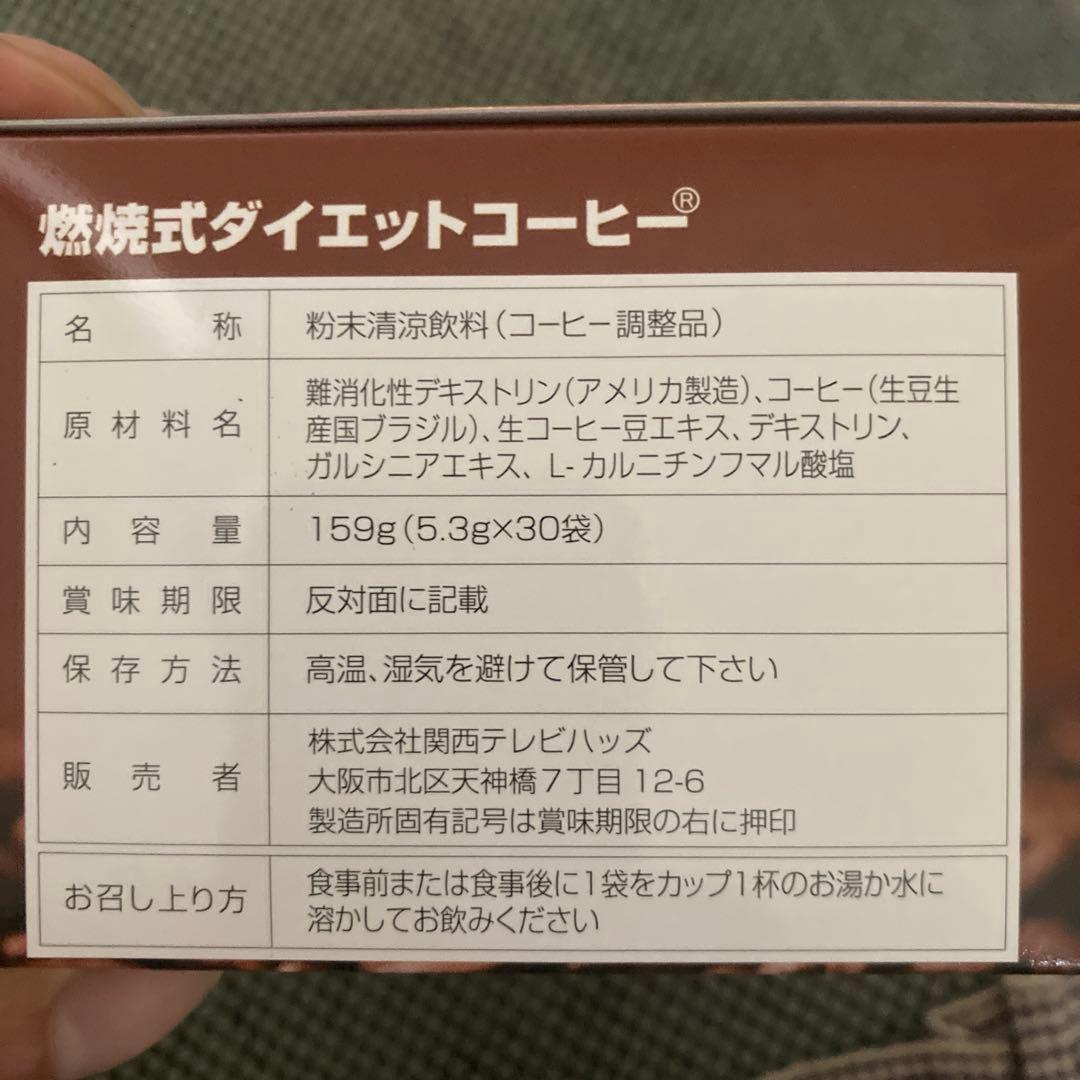 燃焼式ダイエットコーヒー®
名称 粉末清涼飲料(コーヒー調整品)
原材料名 難消化性デキストリン(アメリカ製造)、コーヒー(生豆生
産国ブラジル)、生コーヒー豆エキス、デキストリン、
ガルシニアエキス、L-カルニチンフマル酸塩
内容量 159g(5.3g×30袋)
賞味期限 反対面に記載
保存方法 高温、湿気を避けて保管して下さい
販売者 株式会社関西テレビハッズ
大阪市北区天神橋7丁目12-6
製造所固有記号は賞味期限の右に押印
お召し上り方 食事前または食事後に1袋をカップ1杯のお湯か水に
溶かしてお飲みください